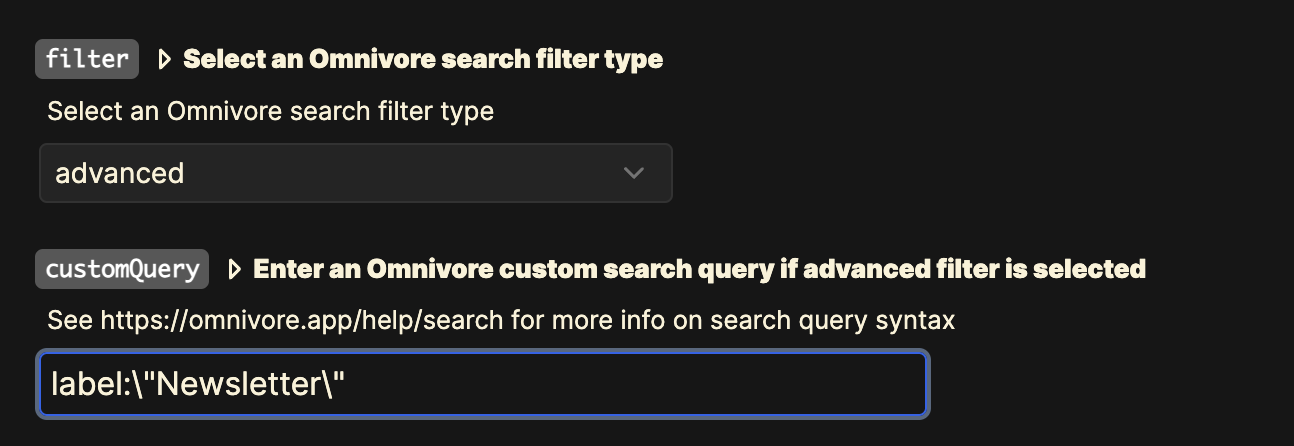 filter Select an Omnivore search filter type
Select an Omnivore search filter type
advanced
customQuery Enter an Omnivore custom search query if advanced filter is selected
See https://omnivore.app/help/search for more info on search query syntax
label:\"Newsletter\"